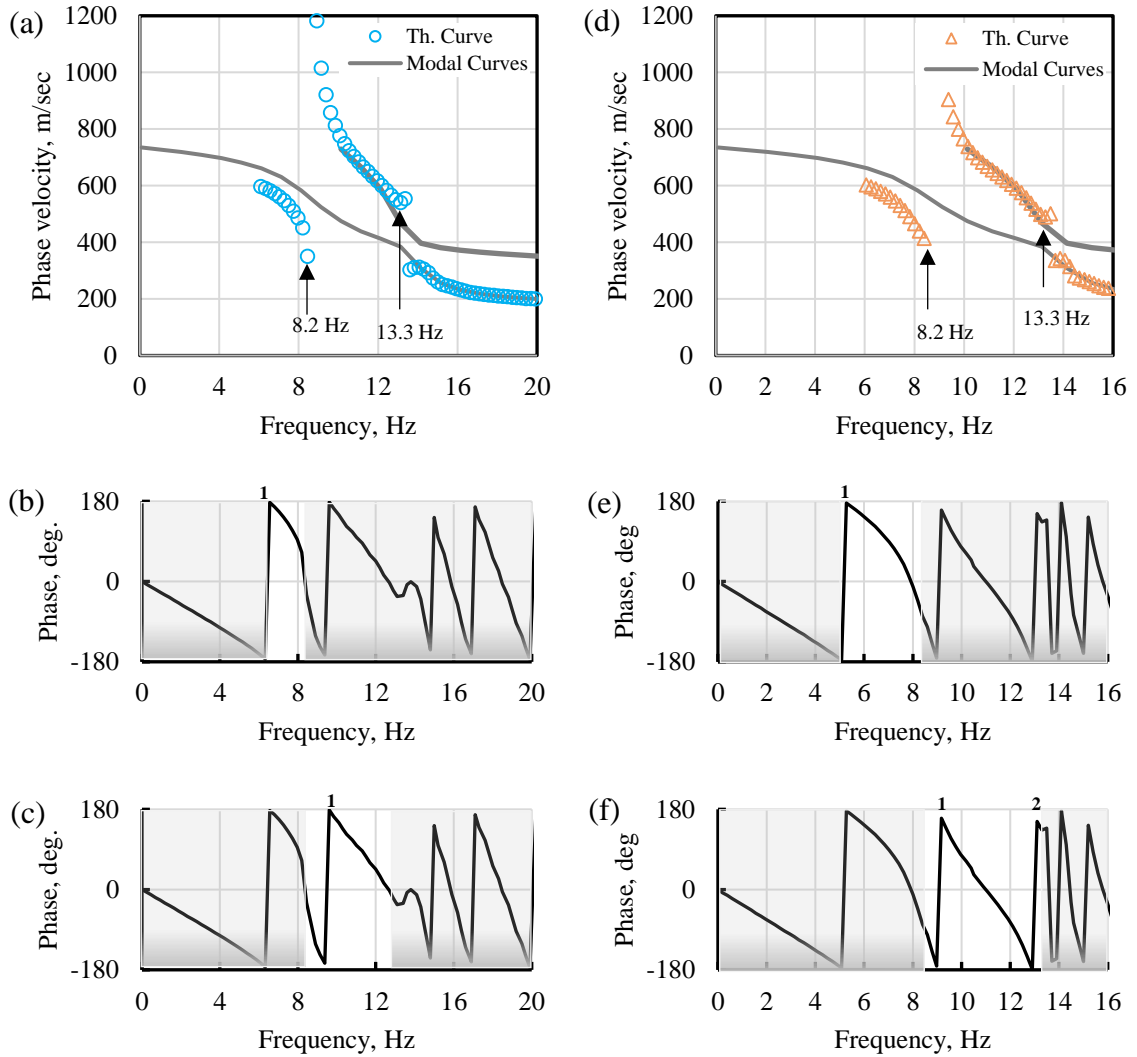 (a)
Phase velocity, m/sec
1200
1000
800
600
400
200
0
Th. Curve
Modal Curves
8.2 Hz
13.3 Hz
0 4 8 12 16 20
Frequency, Hz
(d)
Phase velocity, m/sec
1200
1000
800
600
400
200
0
Th. Curve
Modal Curves
8.2 Hz
13.3 Hz
0 2 4 6 8 10 12 14 16
Frequency, Hz
(b)
Phase, deg.
180
0
-180
1
0 4 8 12 16 20
Frequency, Hz
(e)
Phase, deg
180
0
-180
1
0 2 4 6 8 10 12 14 16
Frequency, Hz
(c)
Phase, deg.
180
0
-180
1
0 4 8 12 16 20
Frequency, Hz
(f)
Phase, deg
180
0
-180
1 2
0 2 4 6 8 10 12 14 16
Frequency, Hz